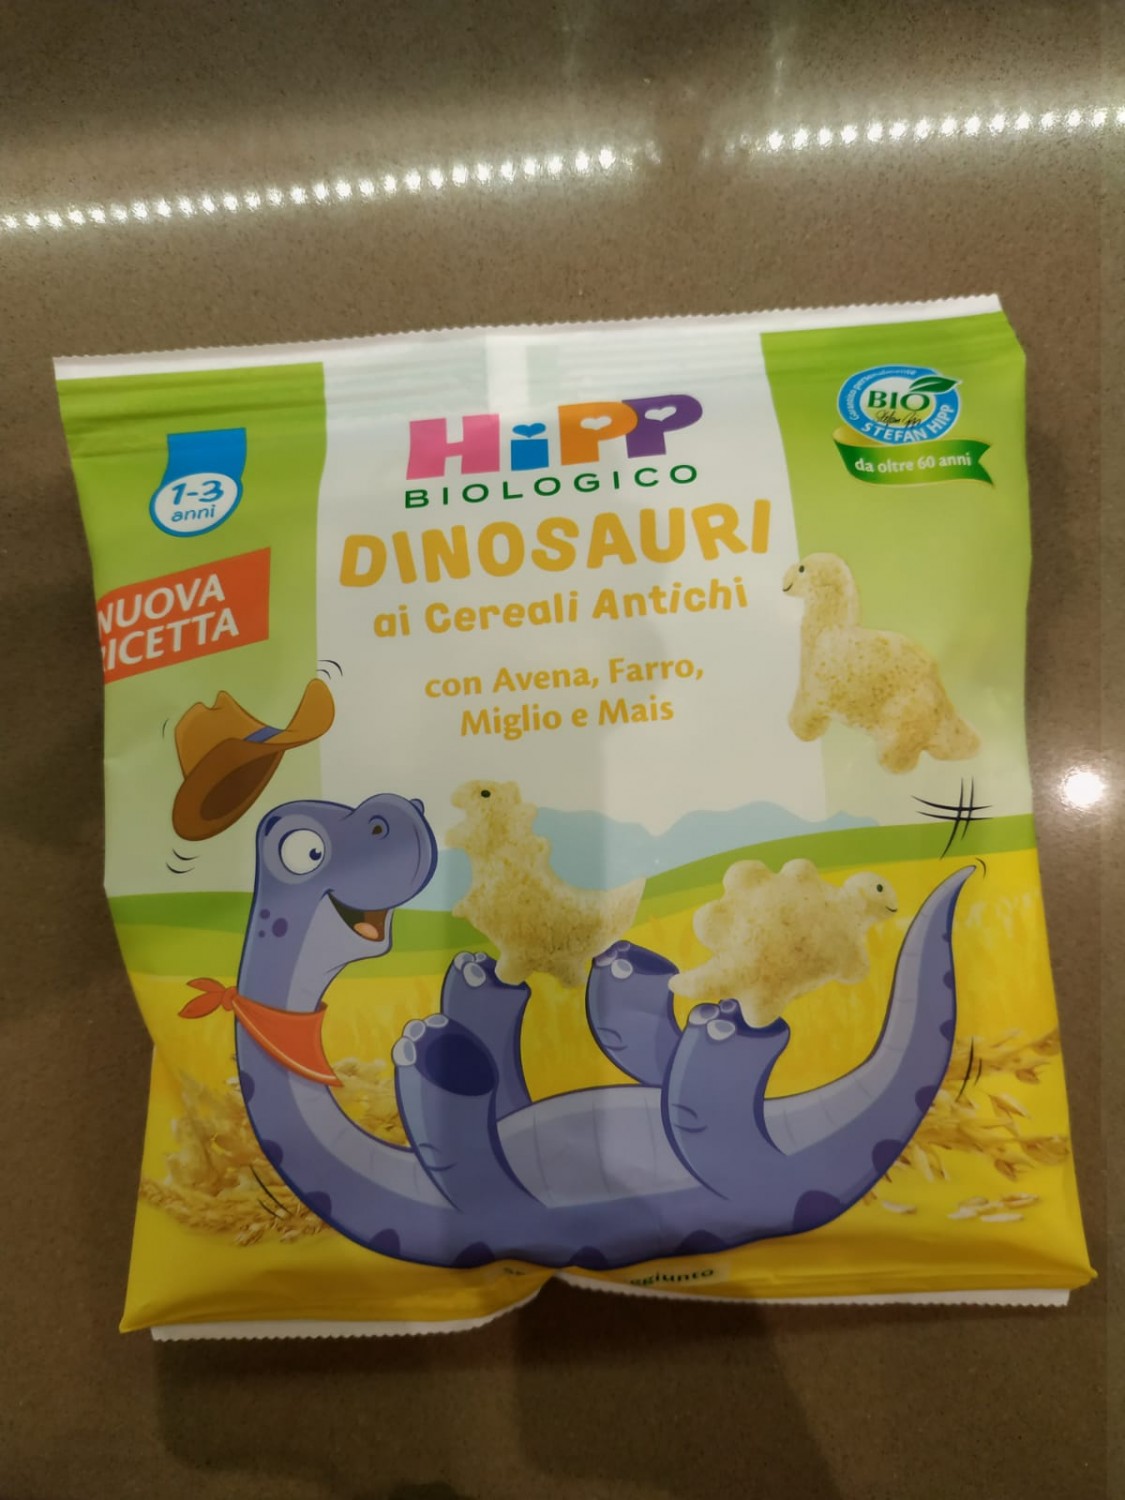 HiPP
BIOLOGICO
DINOSAURI
ai Cereali Antichi
con Avena, Farro,
Miglio e Mais
1-3
anni
NUOVA
RICETTA
BIO
STEFAN HIPP
da oltre 60 anni